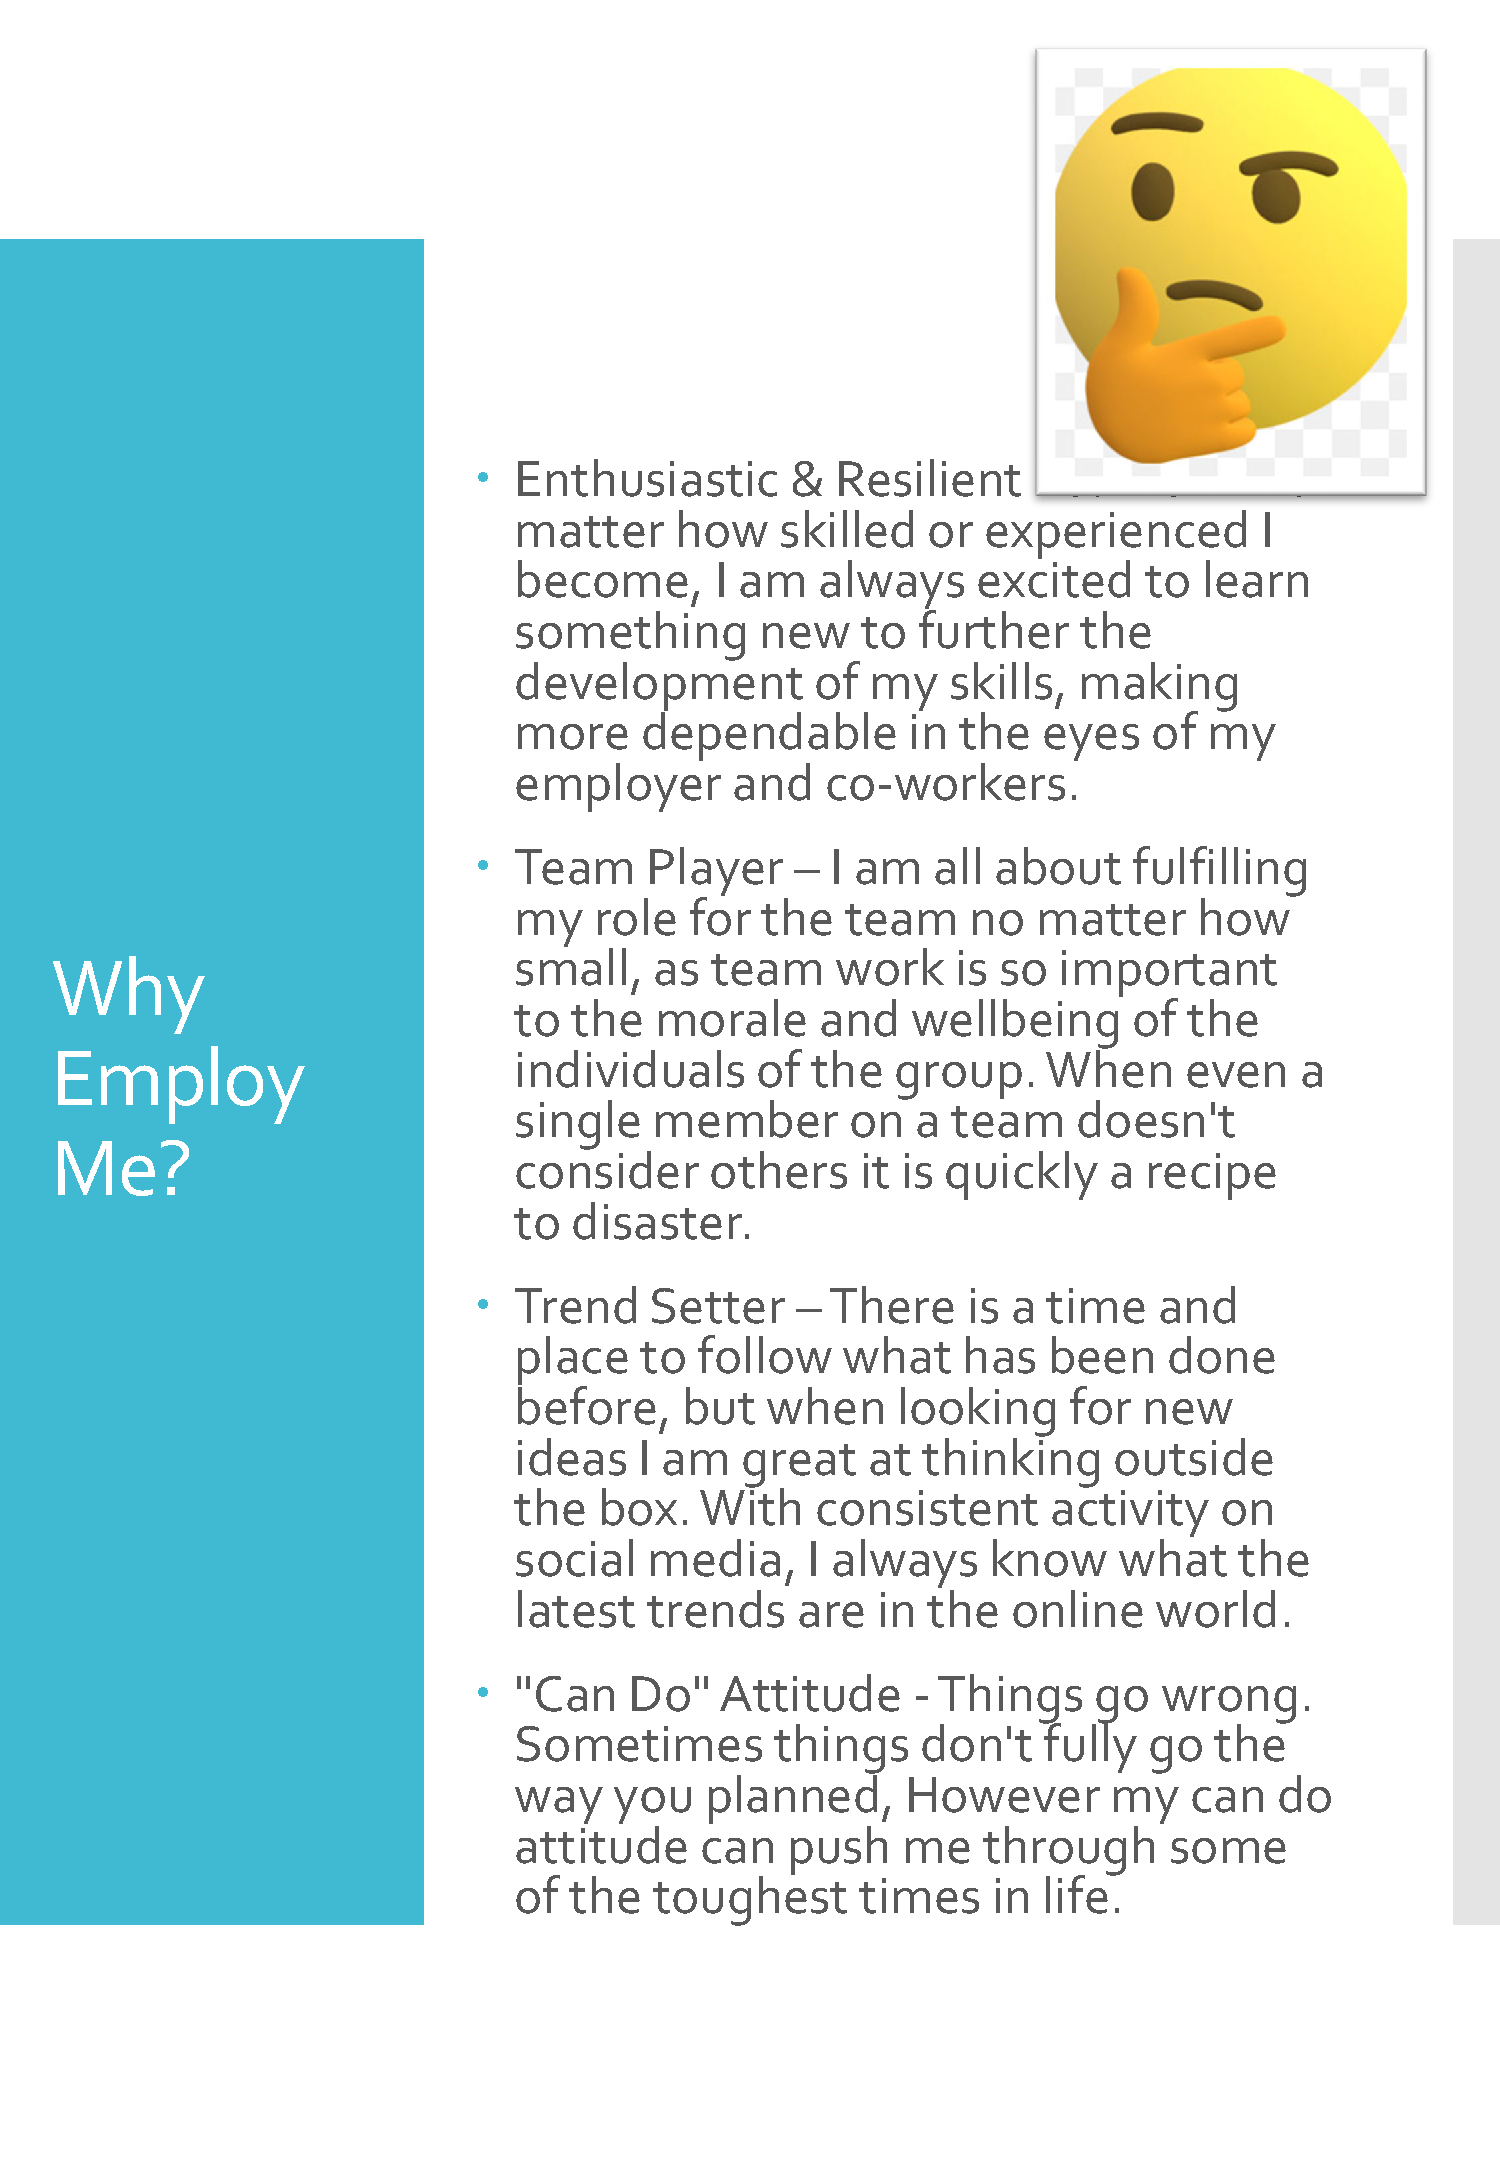 Why
Employ
Me?
• Enthusiastic & Resilient
matter how skilled or experienced I
become, I am always excited to learn
something new to further the
development of my skills, making
more dependable in the eyes of my
employer and co-workers.
• Team Player – I am all about fulfilling
my role for the team no matter how
small, as team work is so important
to the morale and wellbeing of the
individuals of the group. When even a
single member on a team doesn't
consider others it is quickly a recipe
to disaster.
• Trend Setter – There is a time and
place to follow what has been done
before, but when looking for new
ideas I am great at thinking outside
the box. With consistent activity on
social media, I always know what the
latest trends are in the online world.
• "Can Do" Attitude - Things go wrong.
Sometimes things don't fully go the
way you planned, However my can do
attitude can push me through some
of the toughest times in life.